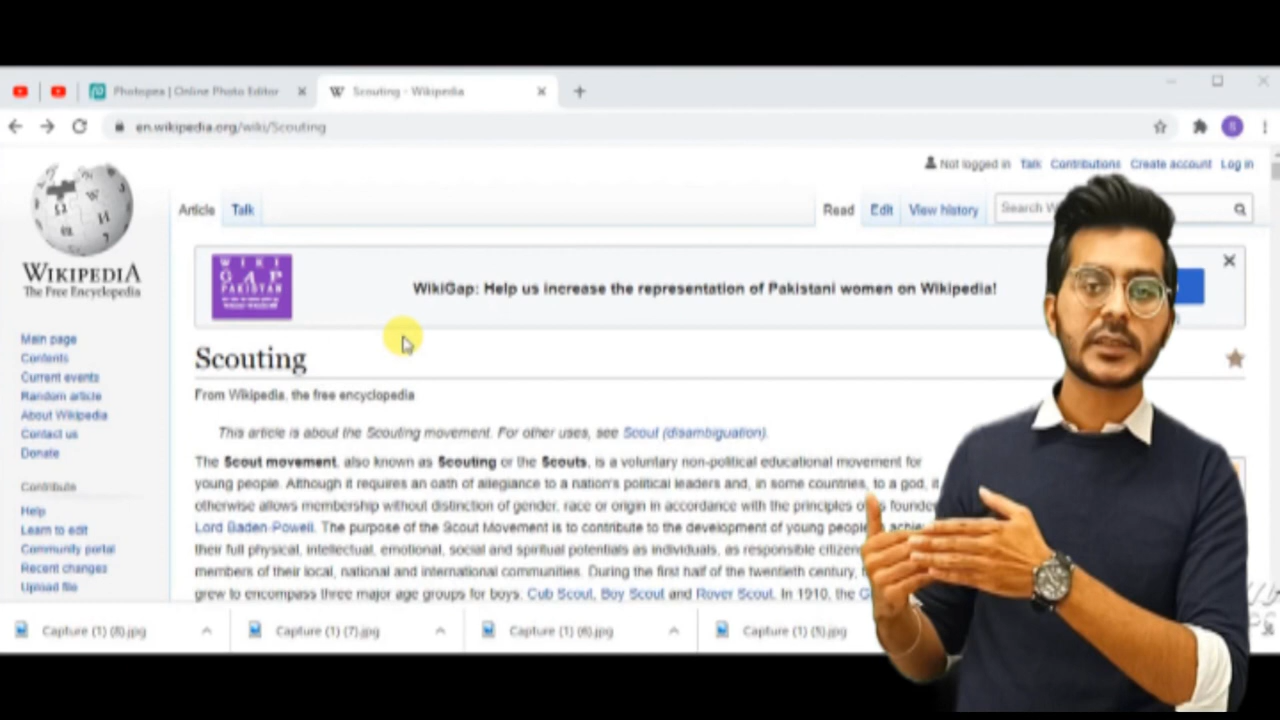 Photopea | Online Photo Editor
Scouting - Wikipedia
en.wikipedia.org/wiki/Scouting
Not logged in Talk Contributions Create account Log in
Article Talk Read Edit View history Search W
WIKIPEDIA
The Free Encyclopedia
WIKI
GAP
PAKISTAN
WikiGap: Help us increase the representation of Pakistani women on Wikipedia!
Main page
Contents
Current events
Random article
About Wikipedia
Contact us
Donate
Contribute
Help
Learn to edit
Community portal
Recent changes
Upload file
Scouting
From Wikipedia, the free encyclopedia
This article is about the Scouting movement. For other uses, see Scout (disambiguation).
The Scout movement, also known as Scouting or the Scouts, is a voluntary non-political educational movement for
young people. Although it requires an oath of allegiance to a nation's political leaders and, in some countries, to a god, it
otherwise allows membership without distinction of gender, race or origin in accordance with the principles of founder
Lord Baden-Powell. The purpose of the Scout Movement is to contribute to the development of young people
their full physical, intellectual, emotional, social and spiritual potentials as individuals, as responsible
members of their local, national and international communities. During the first half of the twentieth century,
grew to encompass three major age groups for boys: Cub Scout, Boy Scout and Rover Scout. In 1910, the
Capture (1) (8).jpg
Capture (1) (7).jpg
Capture (1) (6).jpg
Capture (1) (5).jpg